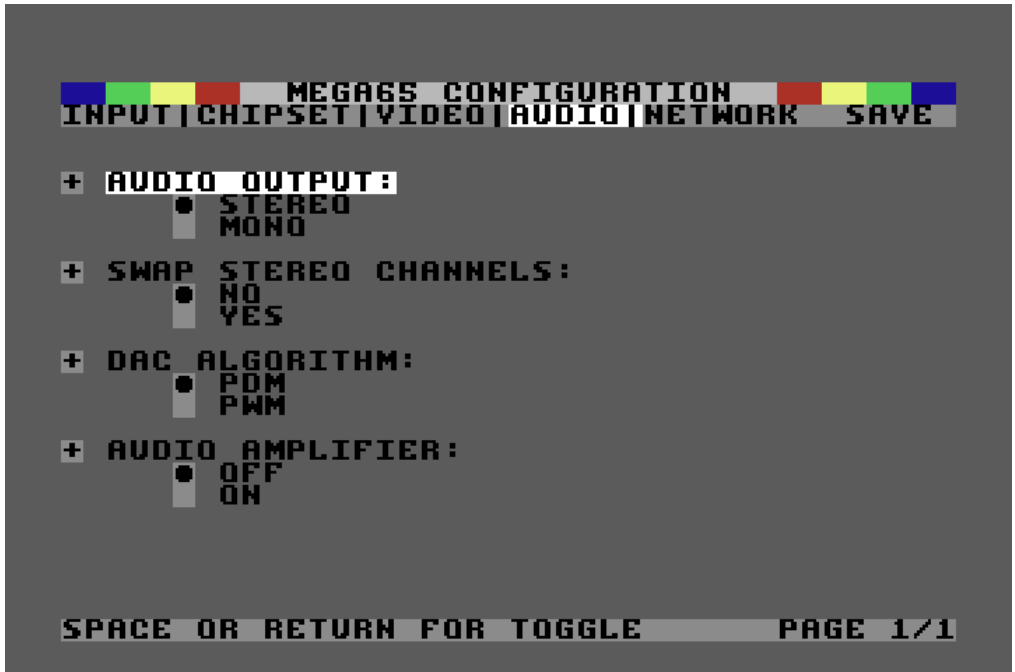 MEGA65 CONFIGURATION
INPUT|CHIPSET|VIDEO|AUDIO|NETWORK SAVE
+ AUDIO OUTPUT:
● STEREO
MONO
+ SWAP STEREO CHANNELS:
● NO
YES
+ DAC ALGORITHM:
● PDM
PWM
+ AUDIO AMPLIFIER:
● OFF
ON
SPACE OR RETURN FOR TOGGLE PAGE 1/1